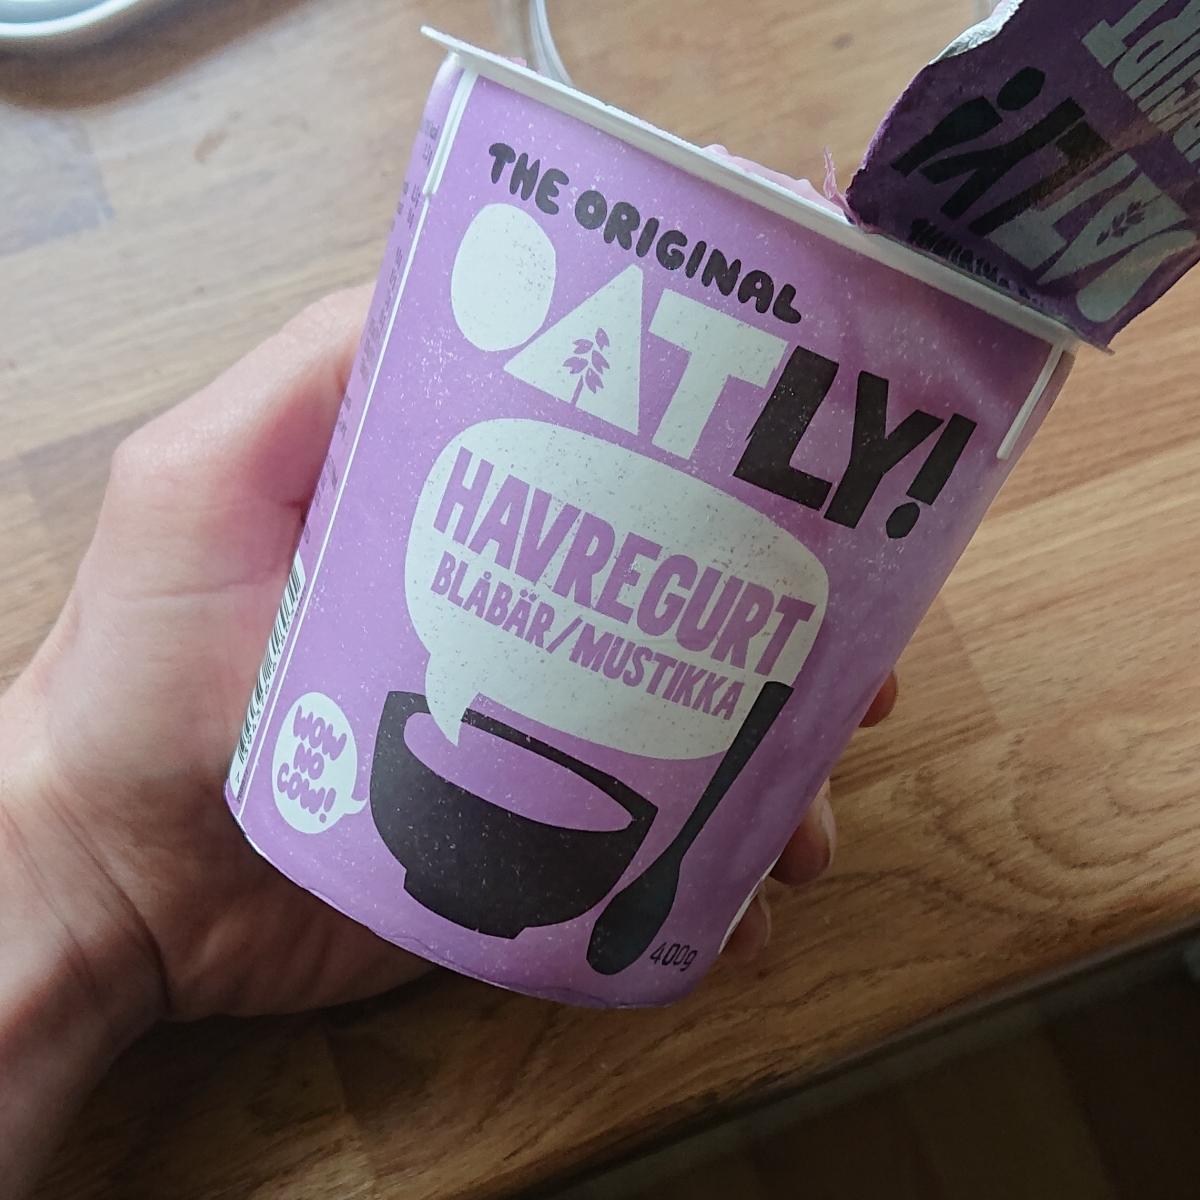 THE ORIGINAL
OATLY!
HAVREGURT
BLÅBÄR/MUSTIKKA
WOW
NO
COW!
400g